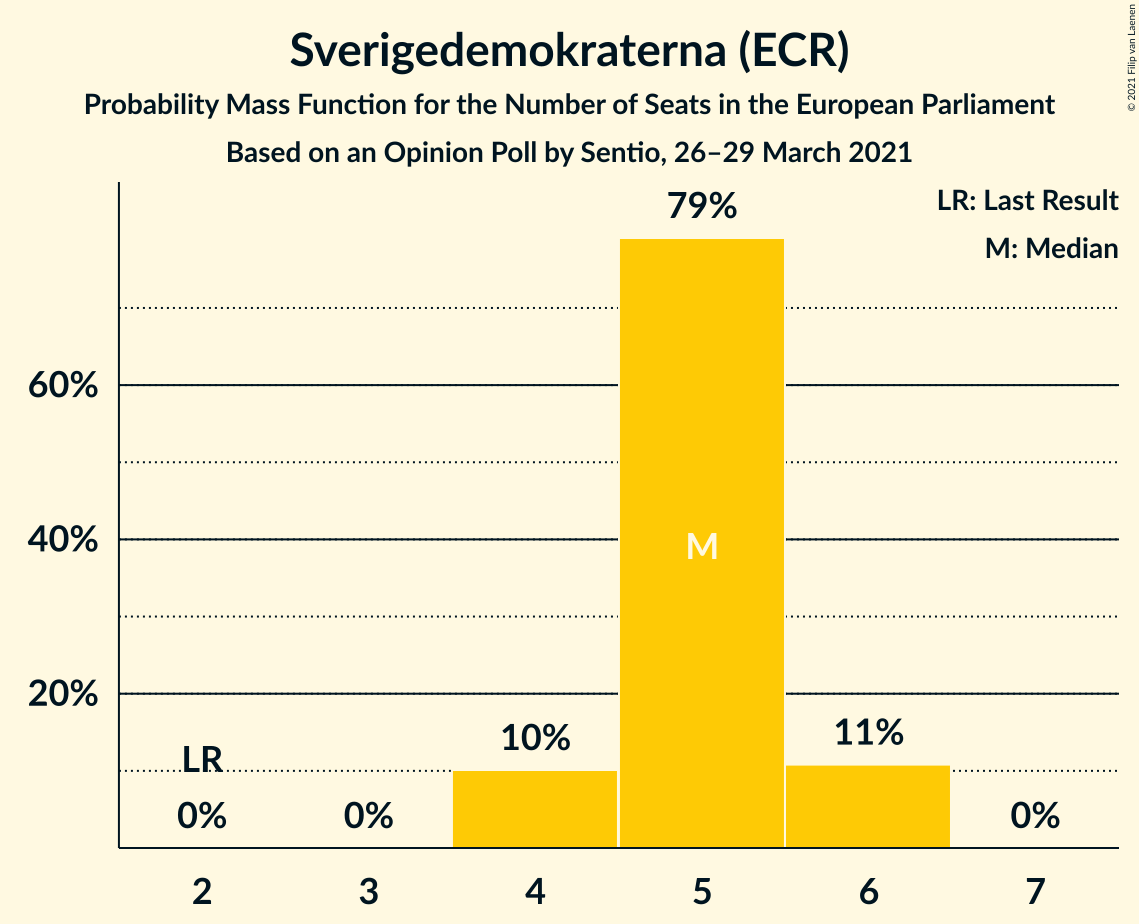 Sverigedemokraterna (ECR)
Probability Mass Function for the Number of Seats in the European Parliament
Based on an Opinion Poll by Sentio, 26–29 March 2021
© 2021 Filip van Laenen
LR: Last Result
M: Median
79%
60%
40%
M
20%
LR
10%
11%
0%
0%
0%
2
3
4
5
6
7